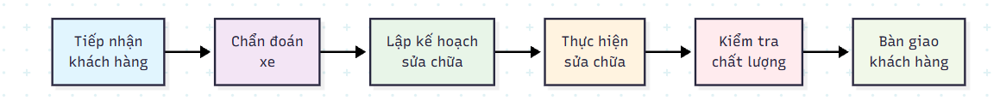 Tiếp nhận
khách hàng
Chẩn đoán
xe
Lập kế hoạch
sửa chữa
Thực hiện
sửa chữa
Kiểm tra
chất lượng
Bàn giao
khách hàng